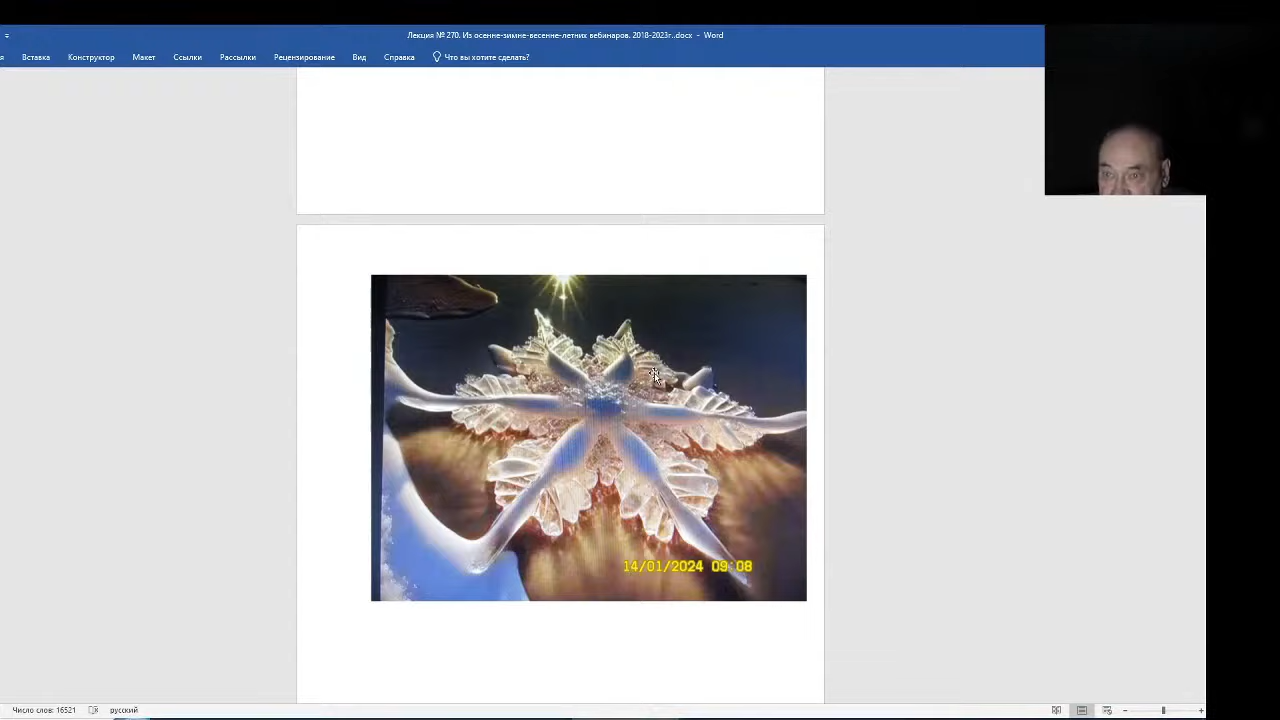 Лекция № 270. Из осенне-зимне-весенне-летних вебинаров. 2018-2023г..docx - Word
я Вставка Конструктор Макет Ссылки Рассылки Рецензирование Вид Справка Что вы хотите сделать?
14/01/2024 09:08
Число слов: 16521 русский